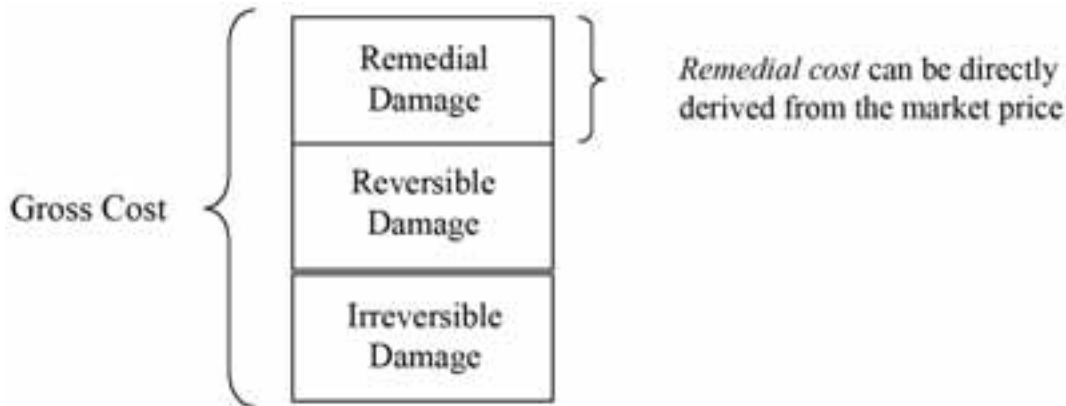 Gross Cost
Remedial
Damage
Reversible
Damage
Irreversible
Damage
Remedial cost can be directly
derived from the market price